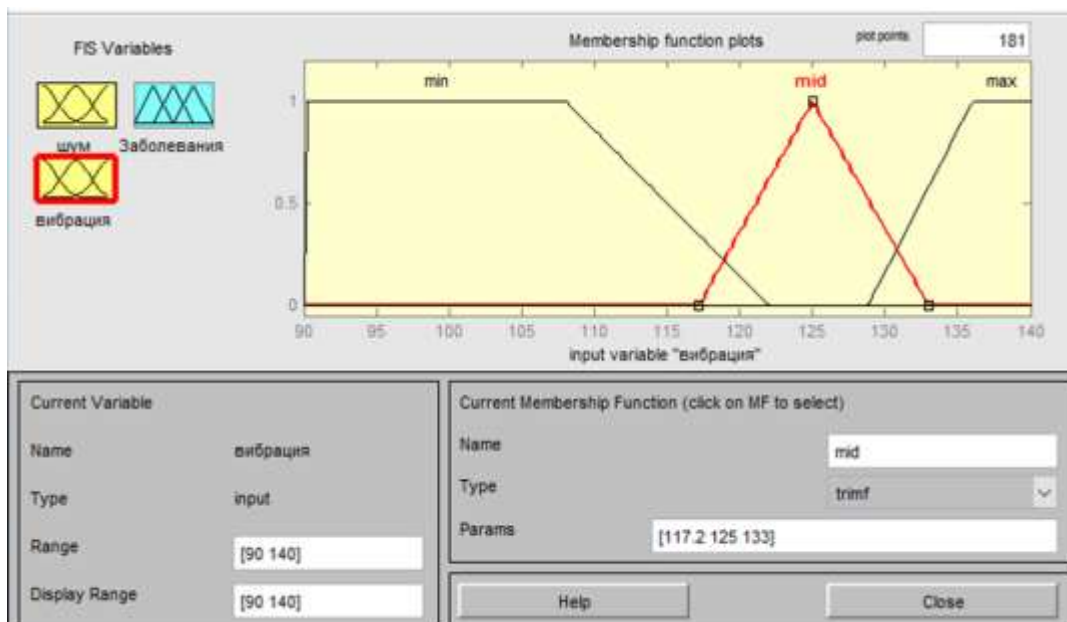 FIS Variables
Membership function plots
plot points:
181
шум
Заболевания
вибрация
min
mid
max
1
0.5
0
90 95 100 105 110 115 120 125 130 135 140
input variable "вибрация"
Current Variable
Name вибрация
Type input
Range [90 140]
Display Range [90 140]
Current Membership Function (click on MF to select)
Name mid
Type trimf
Params [117.2 125 133]
Help
Close